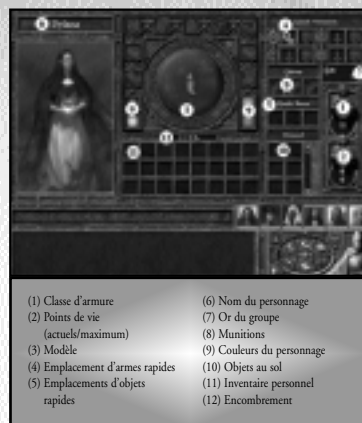 (1) Classe d'armure
(2) Points de vie
(actuels/maximum)
(3) Modèle
(4) Emplacement d'armes rapides
(5) Emplacements d'objets
rapides
(6) Nom du personnage
(7) Or du groupe
(8) Munitions
(9) Couleurs du personnage
(10) Objets au sol
(11) Inventaire personnel
(12) Encombrement